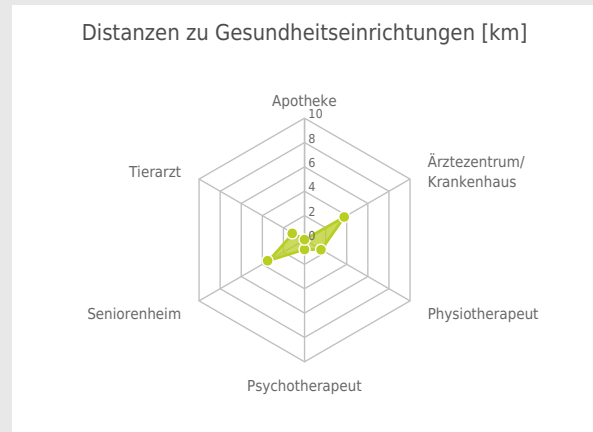 Distanzen zu Gesundheitseinrichtungen [km]
Apotheke
10
8
6
4
2
0
Ärztezentrum/
Krankenhaus
Tierarzt
Seniorenheim
Physiotherapeut
Psychotherapeut